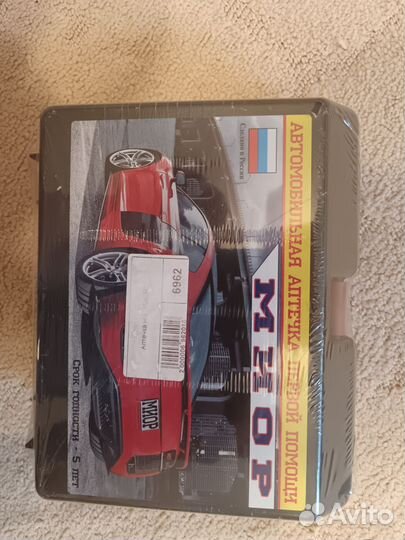 АВТОМОБИЛЬНАЯ АПТЕЧКА ПЕРВОЙ ПОМОЩИ
Сделано в России
МИОР
Аптечка
6962
МИОР
СРОК ГОДНОСТИ - 5 ЛЕТ
Avito